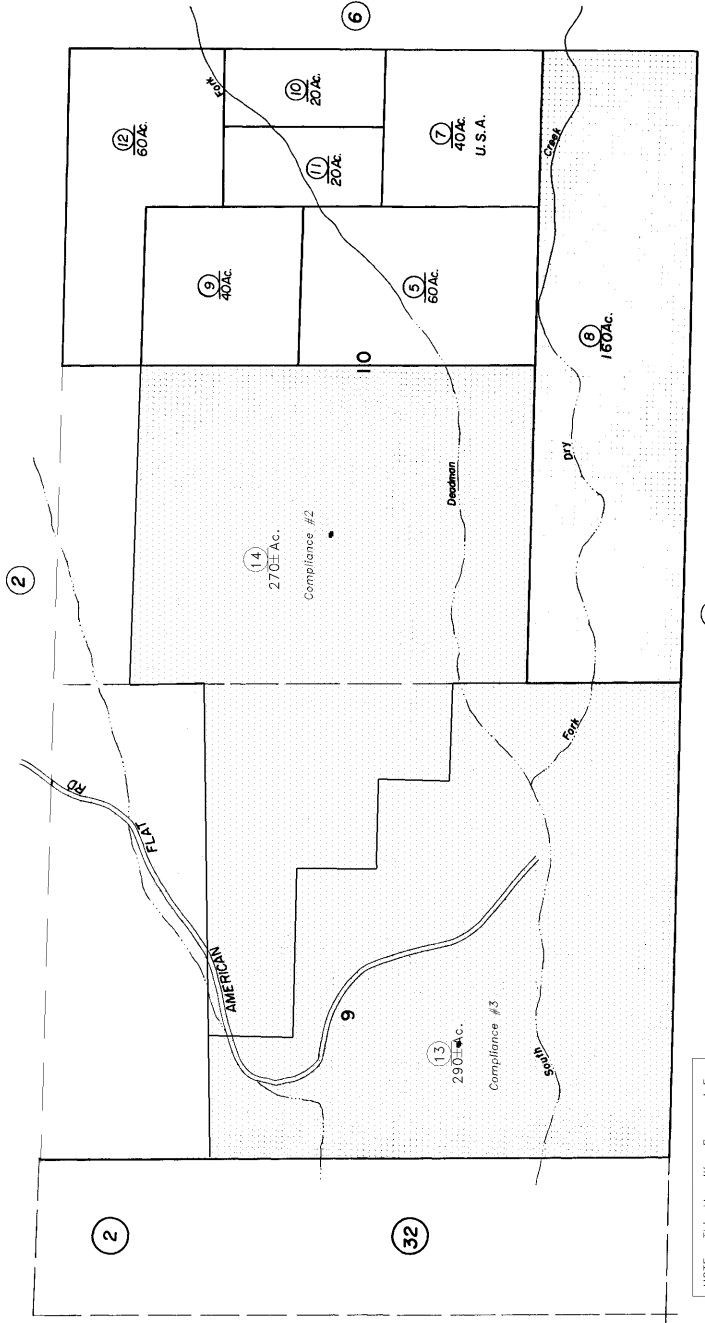 6
2
12
60Ac.
10
20Ac.
11
20Ac.
7
40Ac.
U.S.A.
9
40Ac.
5
60Ac.
8
160Ac.
10
14
270± Ac.
Compliance #2
Deadman
Fork
Dry
Creek
South
Fork
AMERICAN
FLAT
RD
9
13
290± Ac.
Compliance #3
2
32